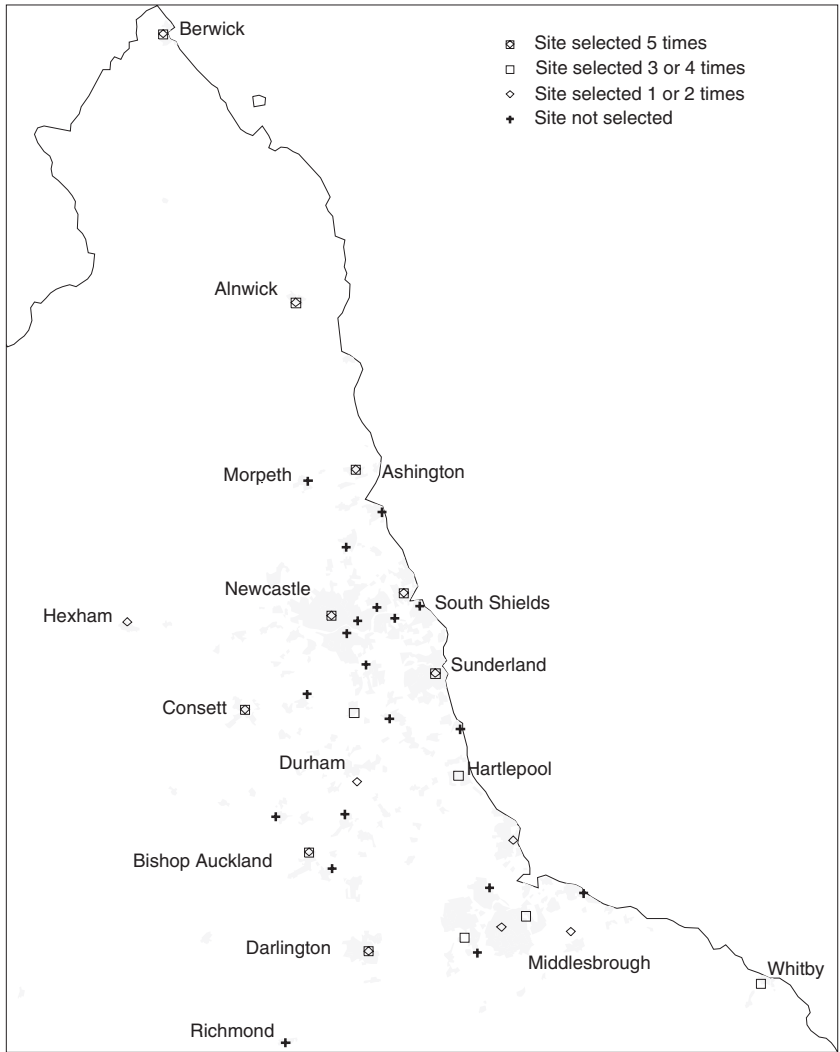 Berwick
Site selected 5 times
Site selected 3 or 4 times
Site selected 1 or 2 times
Site not selected
Alnwick
Morpeth
Ashington
Newcastle
South Shields
Hexham
Sunderland
Consett
Durham
Hartlepool
Bishop Auckland
Darlington
Middlesbrough
Whitby
Richmond